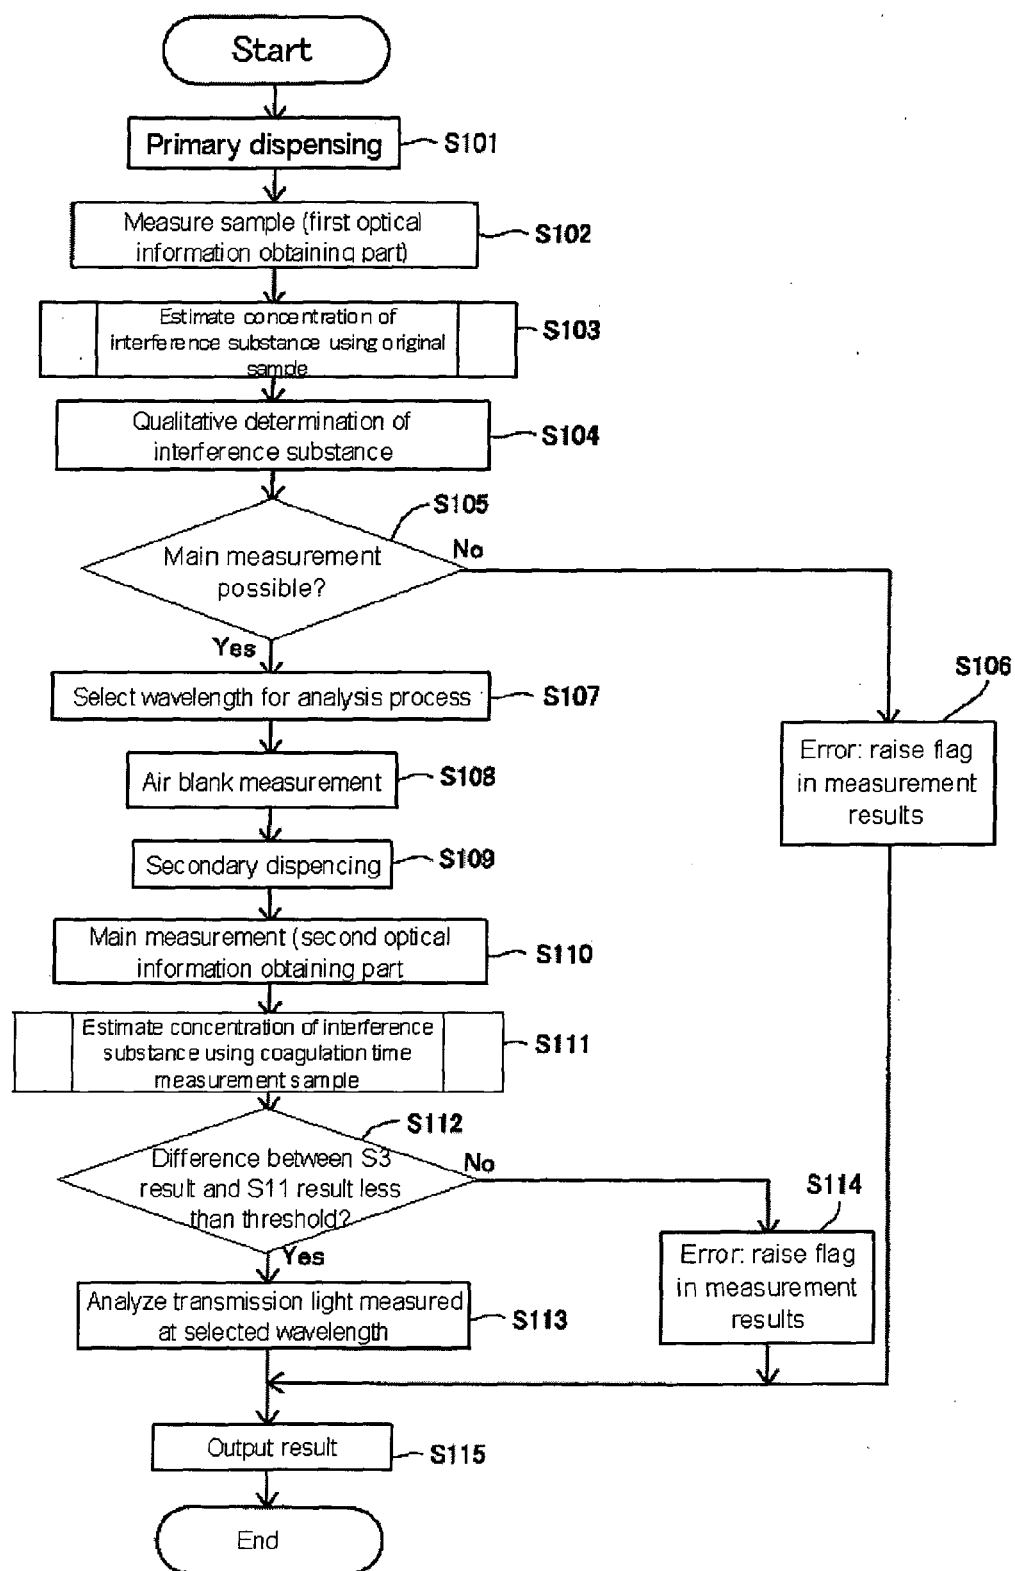 Start
Primary dispensing
S101
Measure sample (first optical
information obtaining part)
S102
Estimate concentration of
interference substance using original
sample
S103
Qualitative determination of
interference substance
S104
S105
Main measurement
possible?
No
Yes
S106
Error: raise flag
in measurement
results
Select wavelength for analysis process
S107
Air blank measurement
S108
Secondary dispencing
S109
Main measurement (second optical
information obtaining part
S110
Estimate concentration of interference
substance using coagulation time
measurement sample
S111
S112
Difference between S3
result and S11 result less
than threshold?
No
Yes
S114
Error: raise flag
in measurement
results
Analyze transmission light measured
at selected wavelength
S113
Output result
S115
End